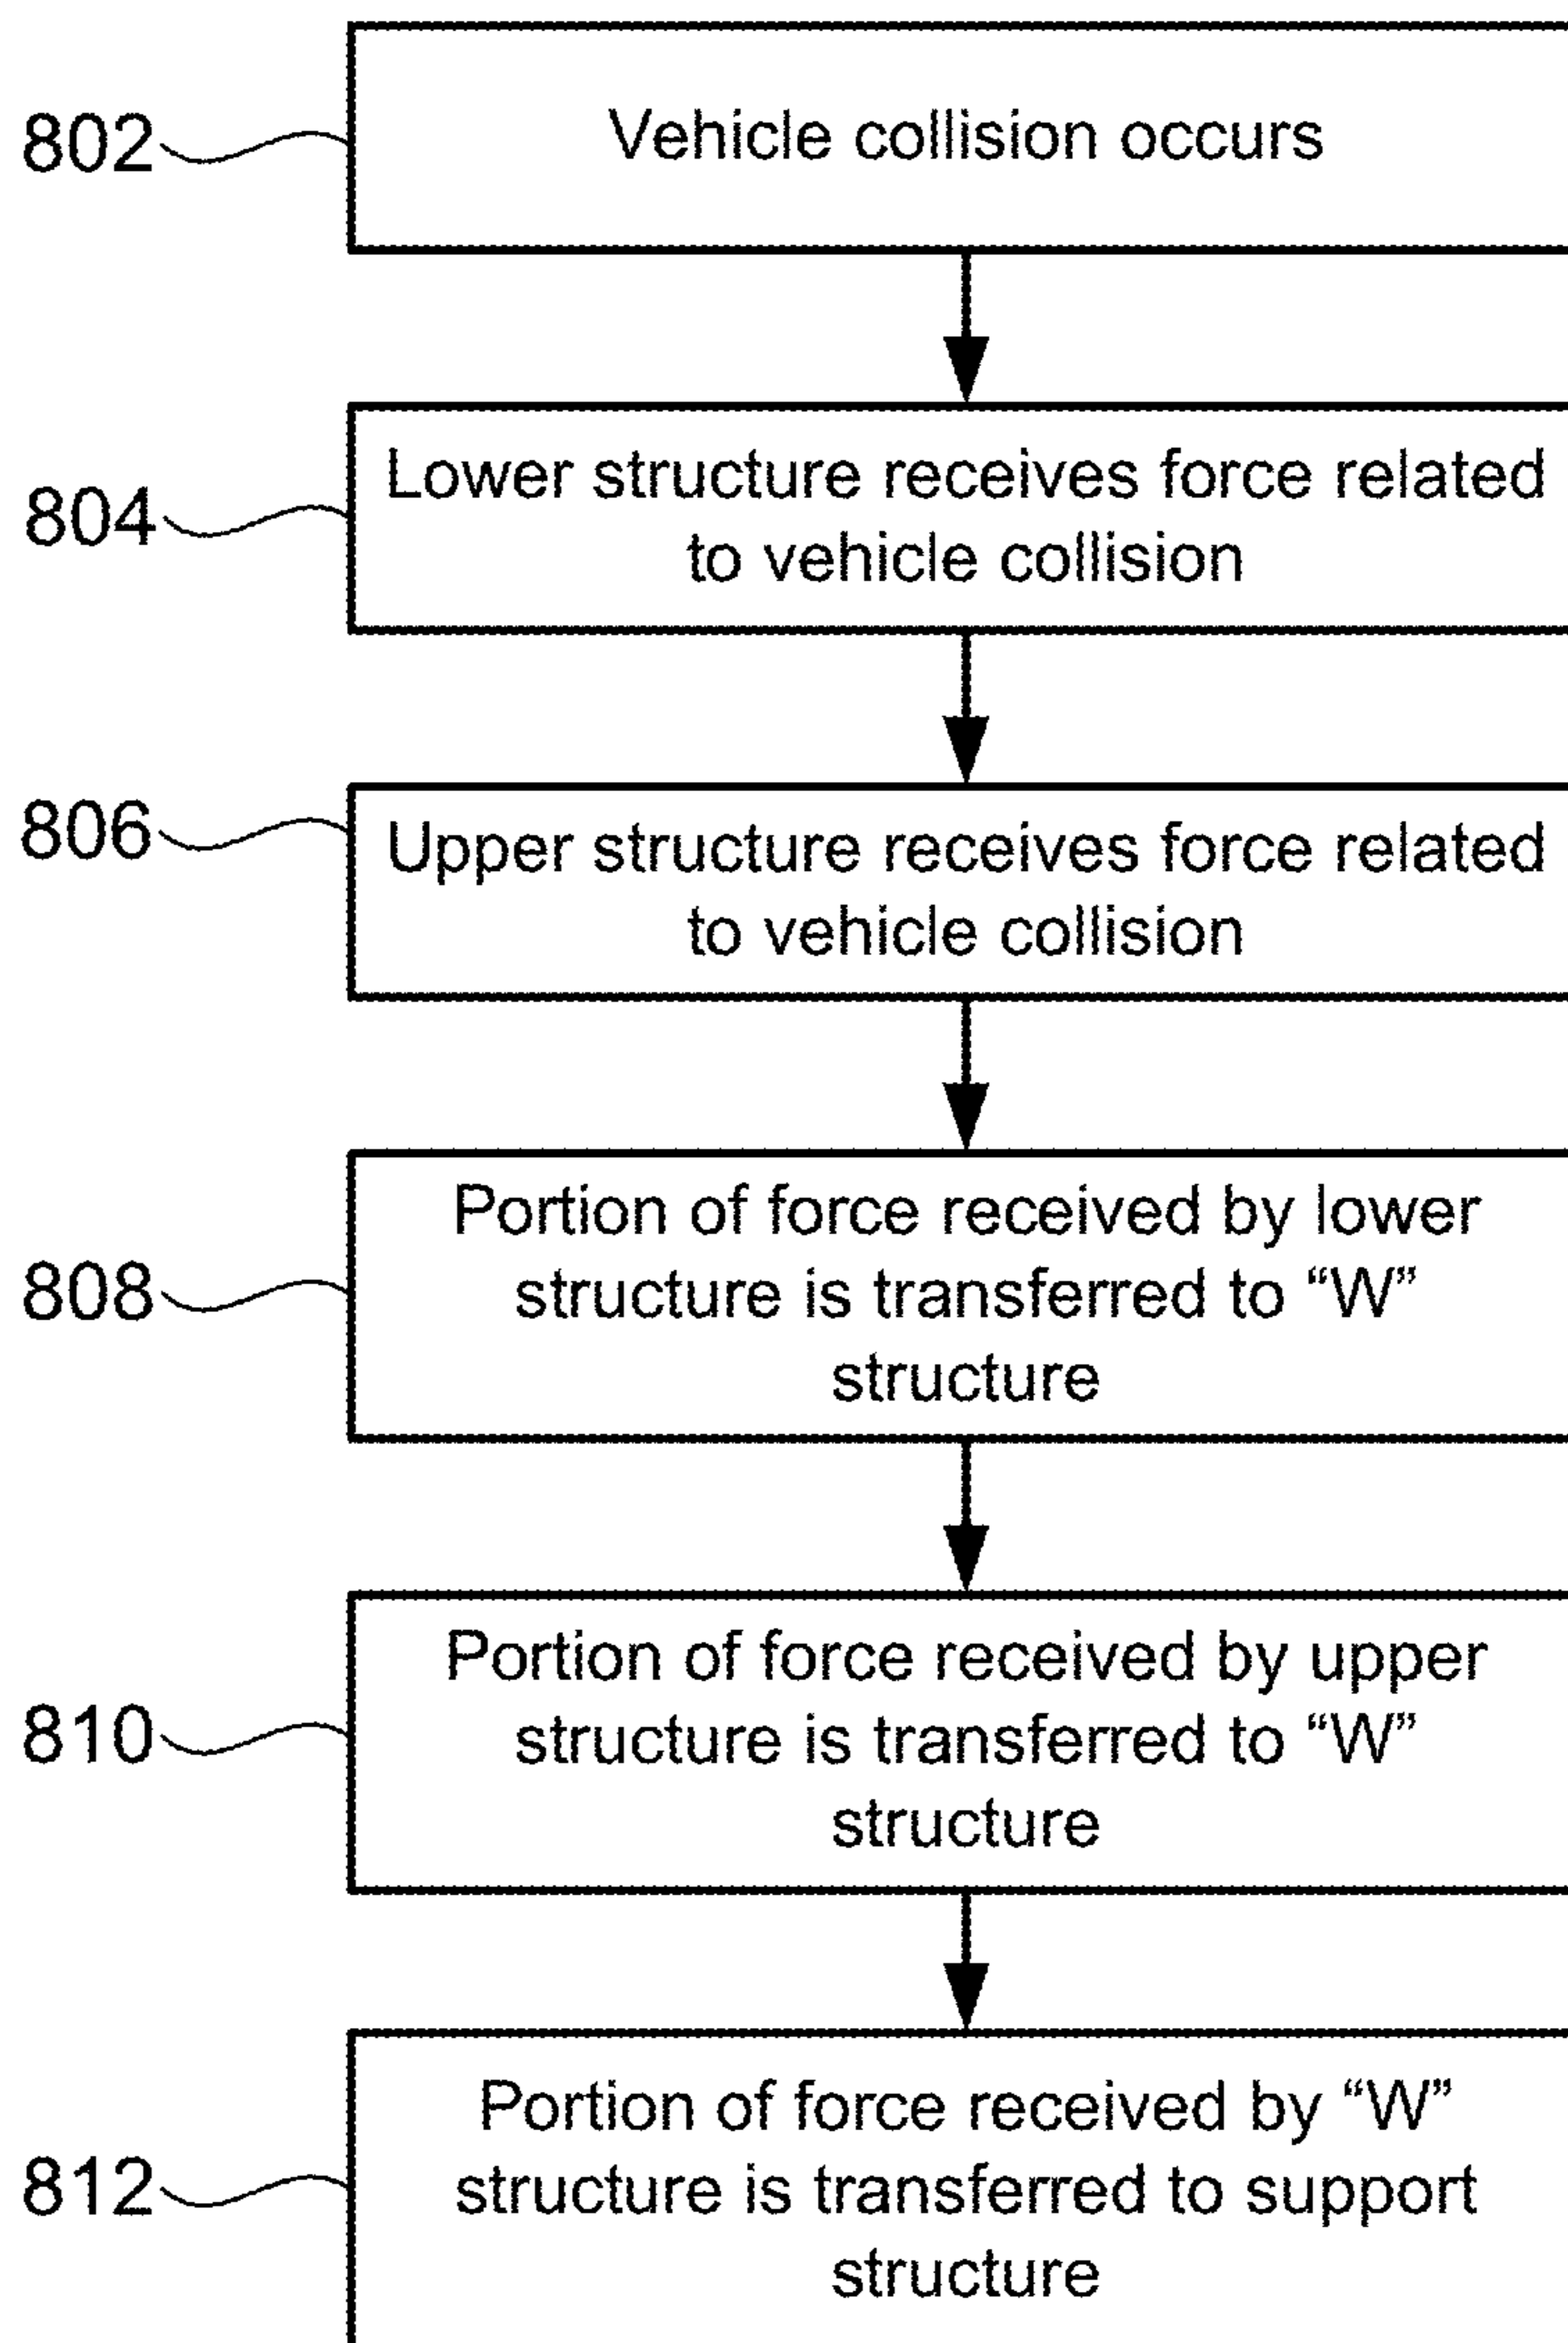 802
Vehicle collision occurs
804
Lower structure receives force related
to vehicle collision
806
Upper structure receives force related
to vehicle collision
808
Portion of force received by lower
structure is transferred to “W”
structure
810
Portion of force received by upper
structure is transferred to “W”
structure
812
Portion of force received by “W”
structure is transferred to support
structure